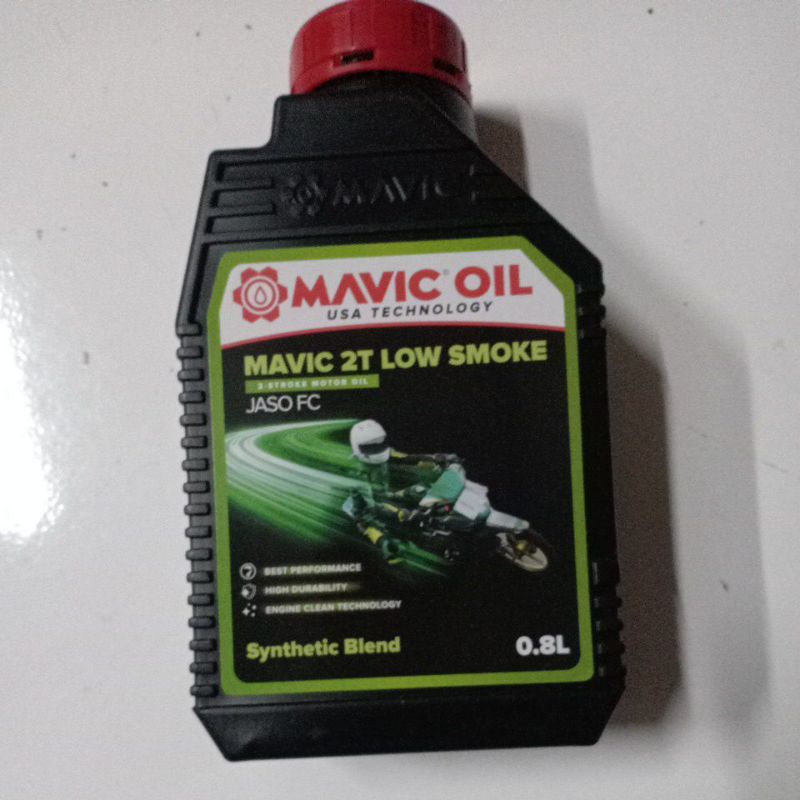 MAVIC
MAVIC® OIL
USA TECHNOLOGY
MAVIC 2T LOW SMOKE
2-STROKE MOTOR OIL
JASO FC
BEST PERFORMANCE
HIGH DURABILITY
ENGINE CLEAN TECHNOLOGY
Synthetic Blend
0.8L